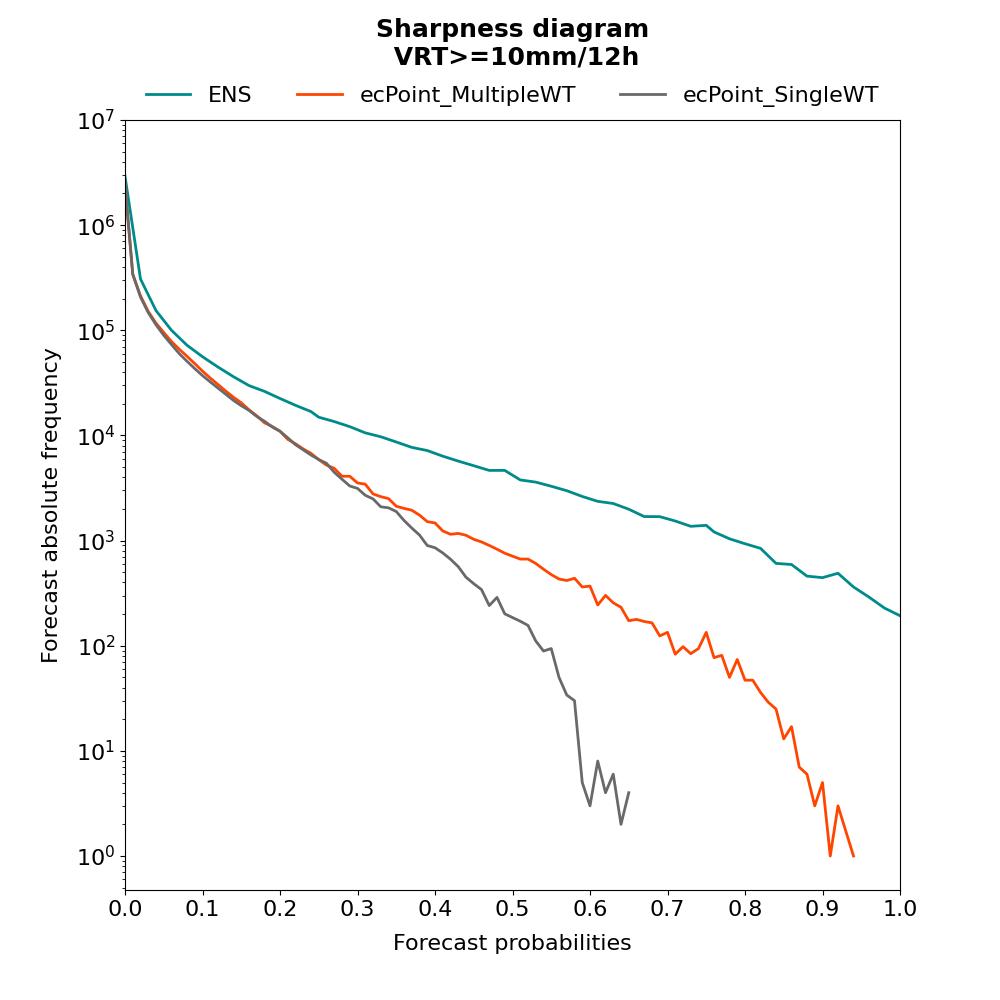 Sharpness diagram
VRT>=10mm/12h
ENS ecPoint_MultipleWT ecPoint_SingleWT
10^7
10^6
10^5
10^4
10^3
10^2
10^1
10^0
Forecast absolute frequency
0.0 0.1 0.2 0.3 0.4 0.5 0.6 0.7 0.8 0.9 1.0
Forecast probabilities